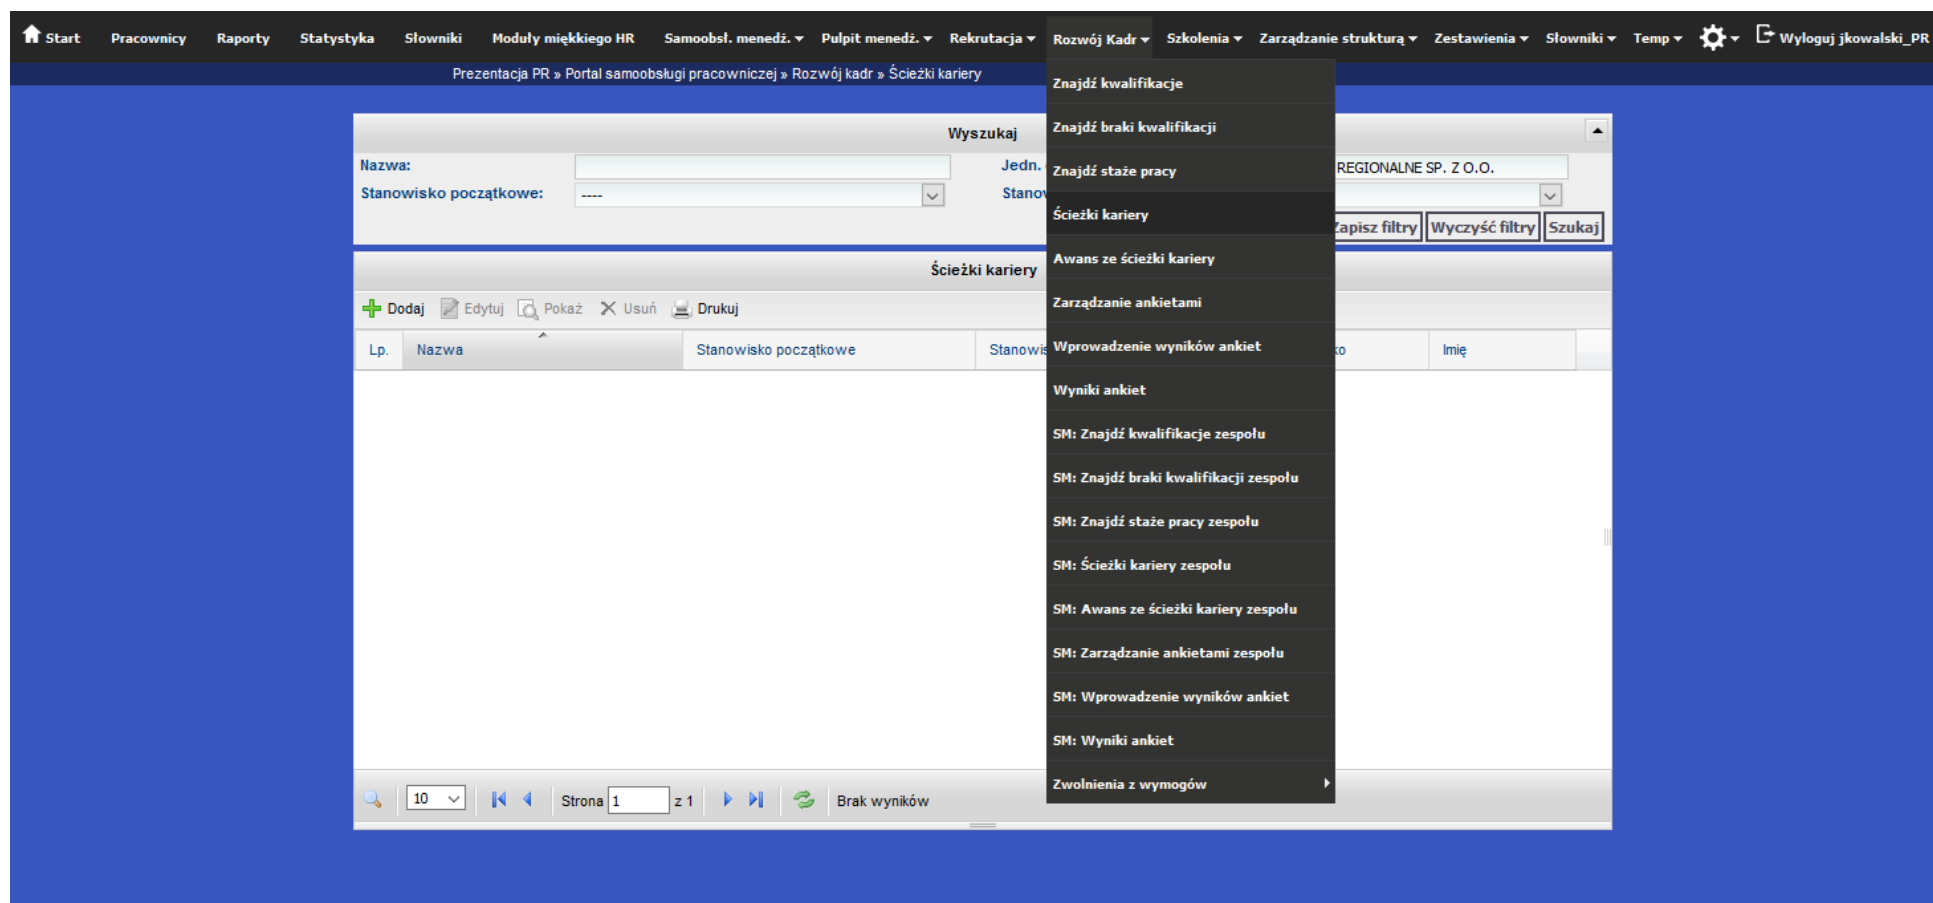 Start Pracownicy Raporty Statystyka Słowniki Moduły miękkiego HR Samoobsł. menedż. Pulpit menedż. Rekrutacja Rozwój Kadr Szkolenia Zarządzanie strukturą Zestawienia Słowniki Temp Wyloguj jkowalski_PR
Prezentacja PR » Portal samoobsługi pracowniczej » Rozwój kadr » Ścieżki kariery
Znajdź kwalifikacje
Znajdź braki kwalifikacji
Znajdź staże pracy
Ścieżki kariery
Awans ze ścieżki kariery
Zarządzanie ankietami
Wprowadzenie wyników ankiet
Wyniki ankiet
SM: Znajdź kwalifikacje zespołu
SM: Znajdź braki kwalifikacji zespołu
SM: Znajdź staże pracy zespołu
SM: Ścieżki kariery zespołu
SM: Awans ze ścieżki kariery zespołu
SM: Zarządzanie ankietami zespołu
SM: Wprowadzenie wyników ankiet
SM: Wyniki ankiet
Zwolnienia z wymogów
Wyszukaj
Nazwa: Jedn. REGIONALNE SP. Z O.O.
Stanowisko początkowe: ----
Zapisz filtry Wyczyść filtry Szukaj
Ścieżki kariery
Dodaj Edytuj Pokaż Usuń Drukuj
Lp. Nazwa Stanowisko początkowe Imię
10 Strona 1 z 1 Brak wyników